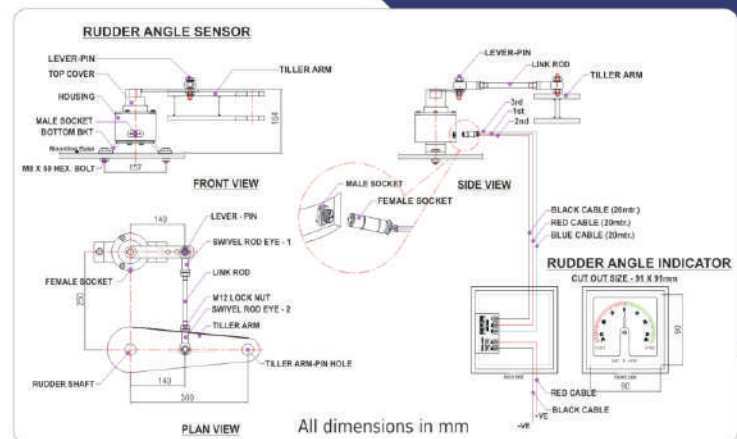 RUDDER ANGLE SENSOR
LEVER-PIN
TOP COVER
HOUSING
MALE SOCKET
BOTTOM BKT
Mounting Base
M8 X 50 HEX. BOLT
TILLER ARM
164
157
FRONT VIEW
LEVER-PIN
LINK ROD
TILLER ARM
3rd
1st
2nd
SIDE VIEW
MALE SOCKET
FEMALE SOCKET
BLACK CABLE (20mtr.)
RED CABLE (20mtr.)
BLUE CABLE (20mtr.)
140
LEVER - PIN
SWIVEL ROD EYE - 1
FEMALE SOCKET
LINK ROD
250
M12 LOCK NUT
SWIVEL ROD EYE - 2
TILLER ARM
RUDDER SHAFT
TILLER ARM-PIN HOLE
140
300
PLAN VIEW
RUDDER ANGLE INDICATOR
CUT OUT SIZE - 91 X 91mm
90
90
RED CABLE
BLACK CABLE
-VE
All dimensions in mm